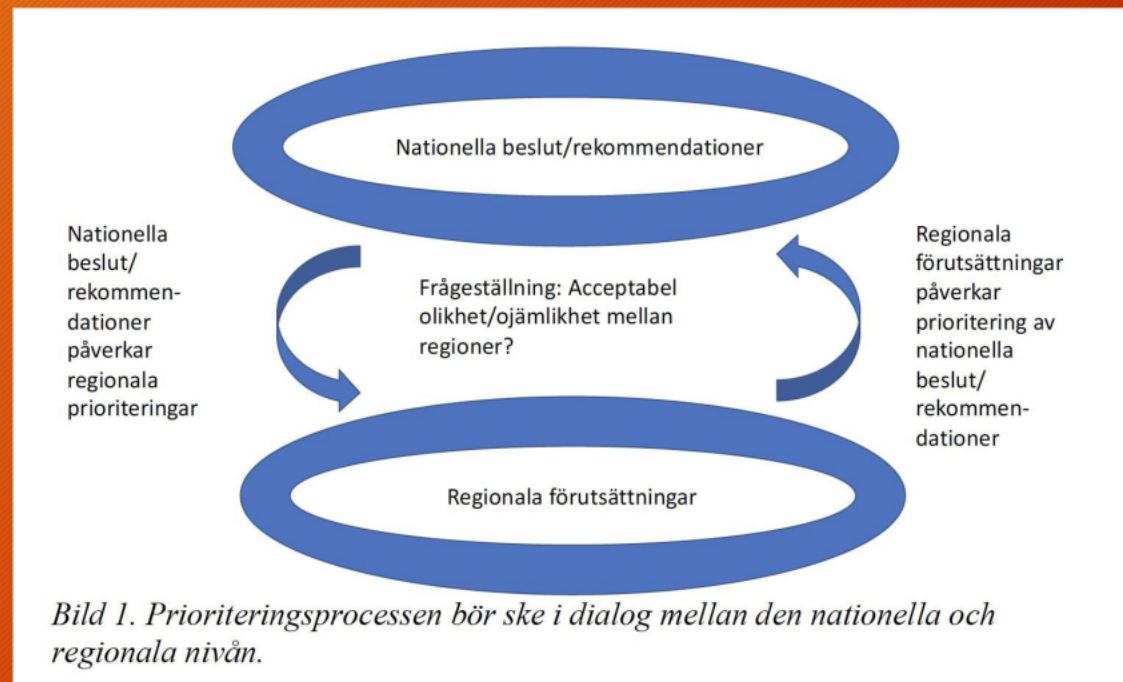 Nationella beslut/rekommendationer
Nationella
beslut/
rekommen-
dationer
påverkar
regionala
prioriteringar
Frågeställning: Acceptabel
olikhet/ojämlikhet mellan
regioner?
Regionala
förutsättningar
påverkar
prioritering av
nationella
beslut/
rekommen-
dationer
Regionala förutsättningar
Bild 1. Prioriteringsprocessen bör ske i dialog mellan den nationella och
regionala nivån.